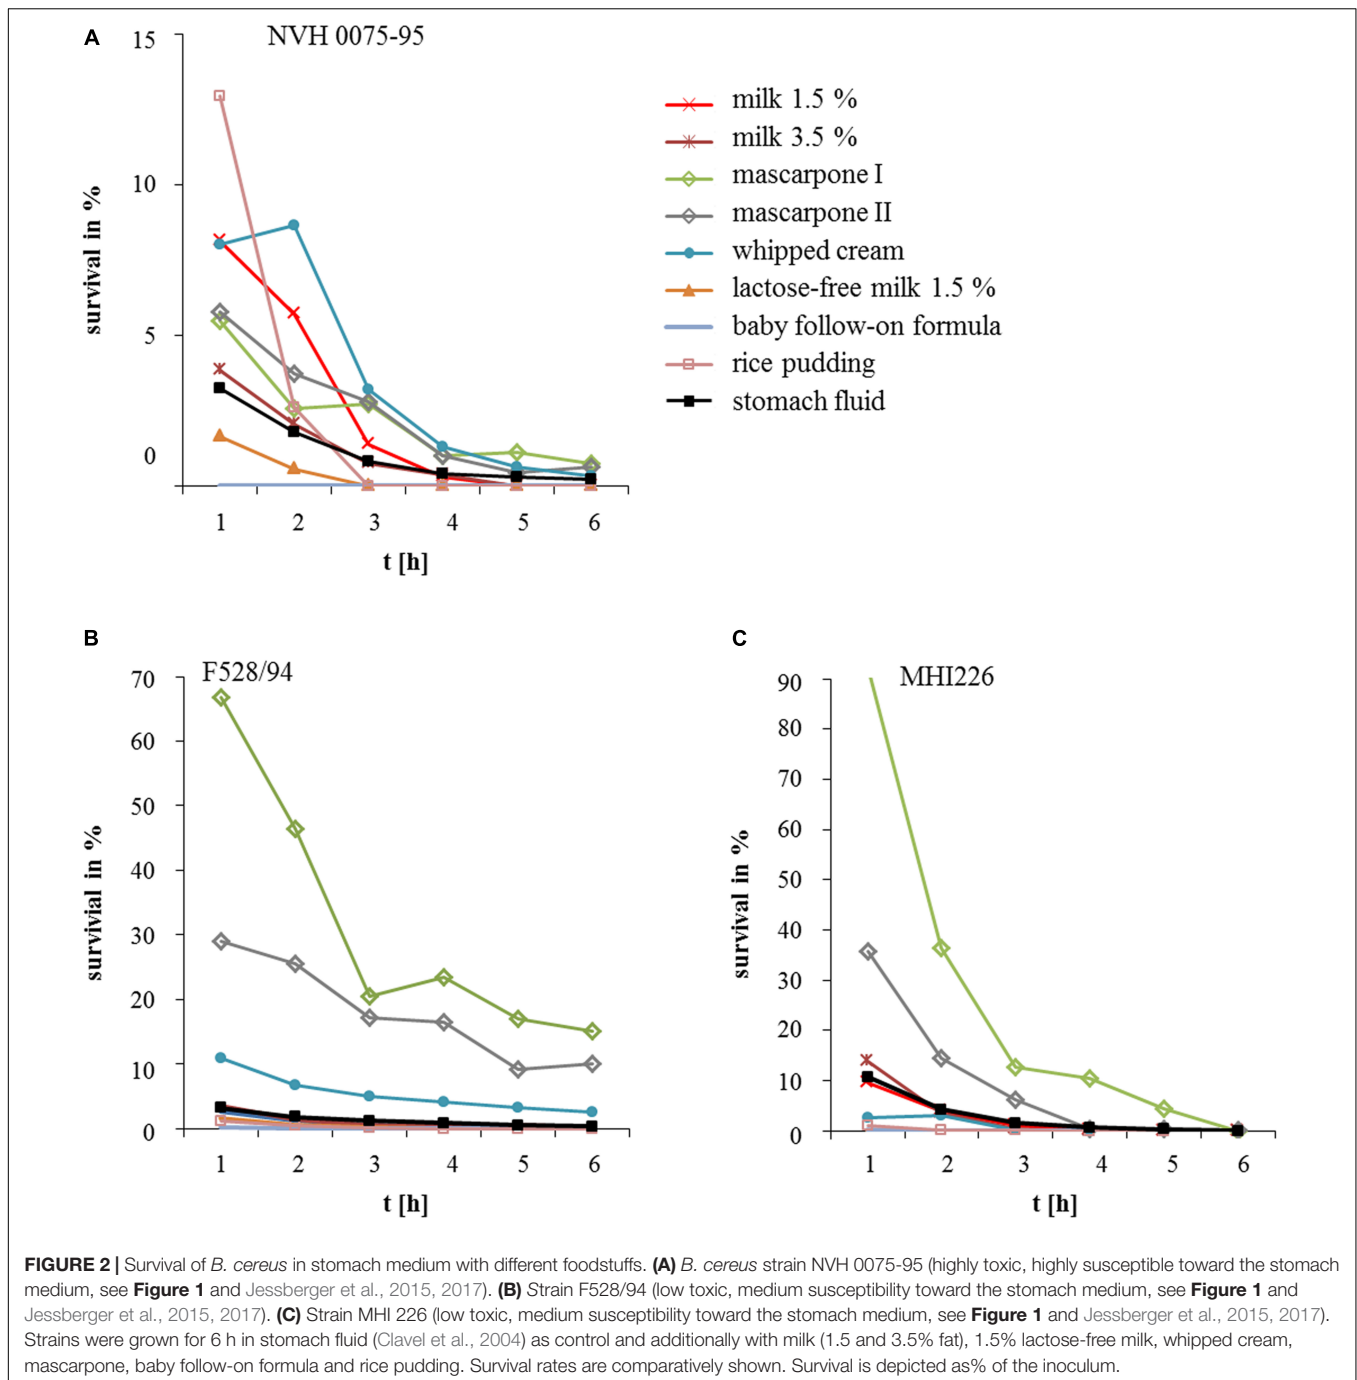 A
NVH 0075-95
15
10
5
0
survival in %
1 2 3 4 5 6
t [h]
milk 1.5 %
milk 3.5 %
mascarpone I
mascarpone II
whipped cream
lactose-free milk 1.5 %
baby follow-on formula
rice pudding
stomach fluid
B
F528/94
70
60
50
40
30
20
10
0
survivial in %
1 2 3 4 5 6
t [h]
C
MHI226
90
80
70
60
50
40
30
20
10
0
survival in %
1 2 3 4 5 6
t [h]
FIGURE 2 | Survival of B. cereus in stomach medium with different foodstuffs. (A) B. cereus strain NVH 0075-95 (highly toxic, highly susceptible toward the stomach
medium, see Figure 1 and Jessberger et al., 2015, 2017). (B) Strain F528/94 (low toxic, medium susceptibility toward the stomach medium, see Figure 1 and
Jessberger et al., 2015, 2017). (C) Strain MHI 226 (low toxic, medium susceptibility toward the stomach medium, see Figure 1 and Jessberger et al., 2015, 2017).
Strains were grown for 6 h in stomach fluid (Clavel et al., 2004) as control and additionally with milk (1.5 and 3.5% fat), 1.5% lactose-free milk, whipped cream,
mascarpone, baby follow-on formula and rice pudding. Survival rates are comparatively shown. Survival is depicted as% of the inoculum.